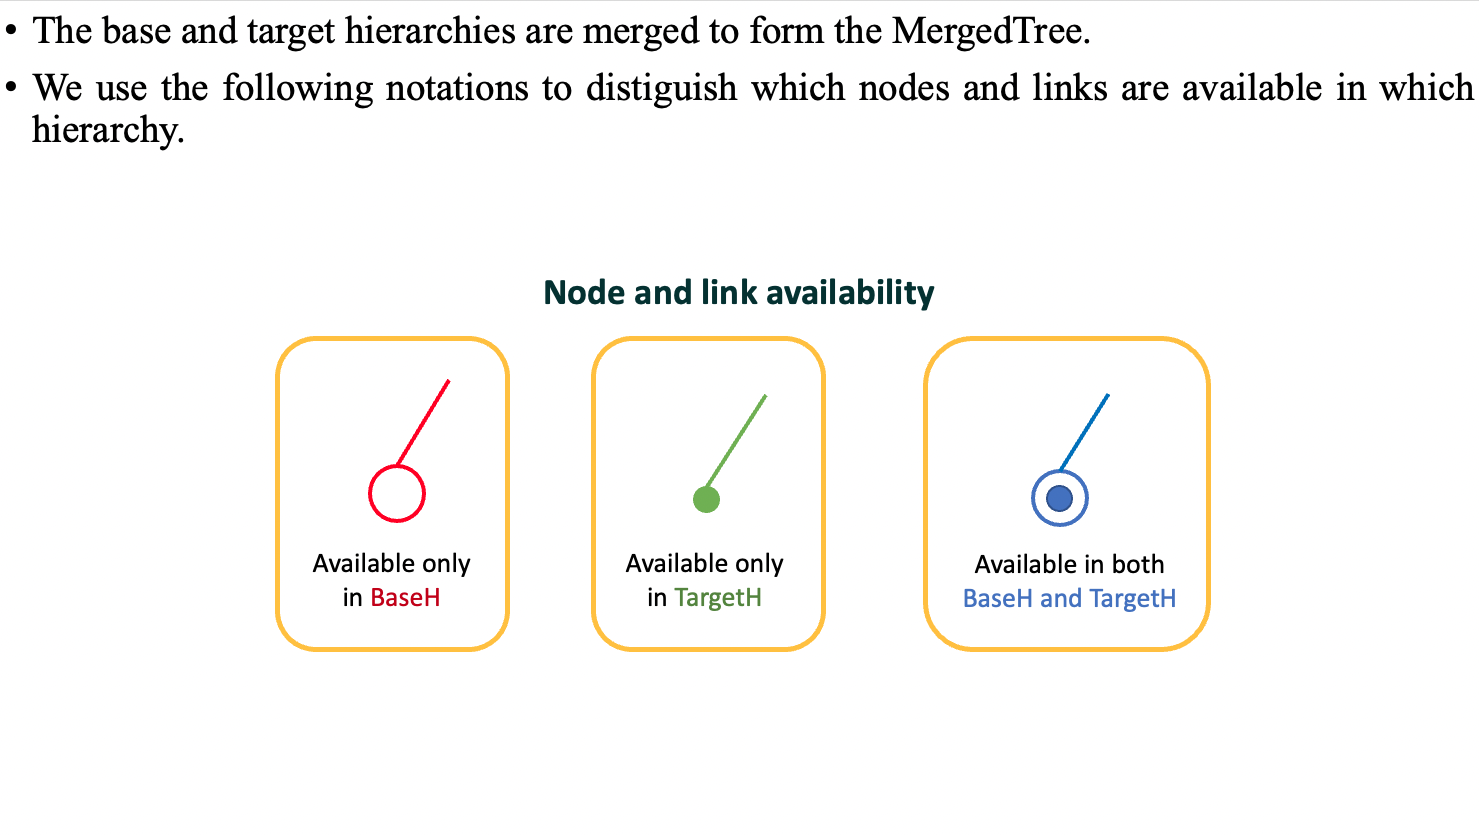 • The base and target hierarchies are merged to form the MergedTree.
• We use the following notations to distiguish which nodes and links are available in which
hierarchy.
Node and link availability
Available only
in BaseH
Available only
in TargetH
Available in both
BaseH and TargetH